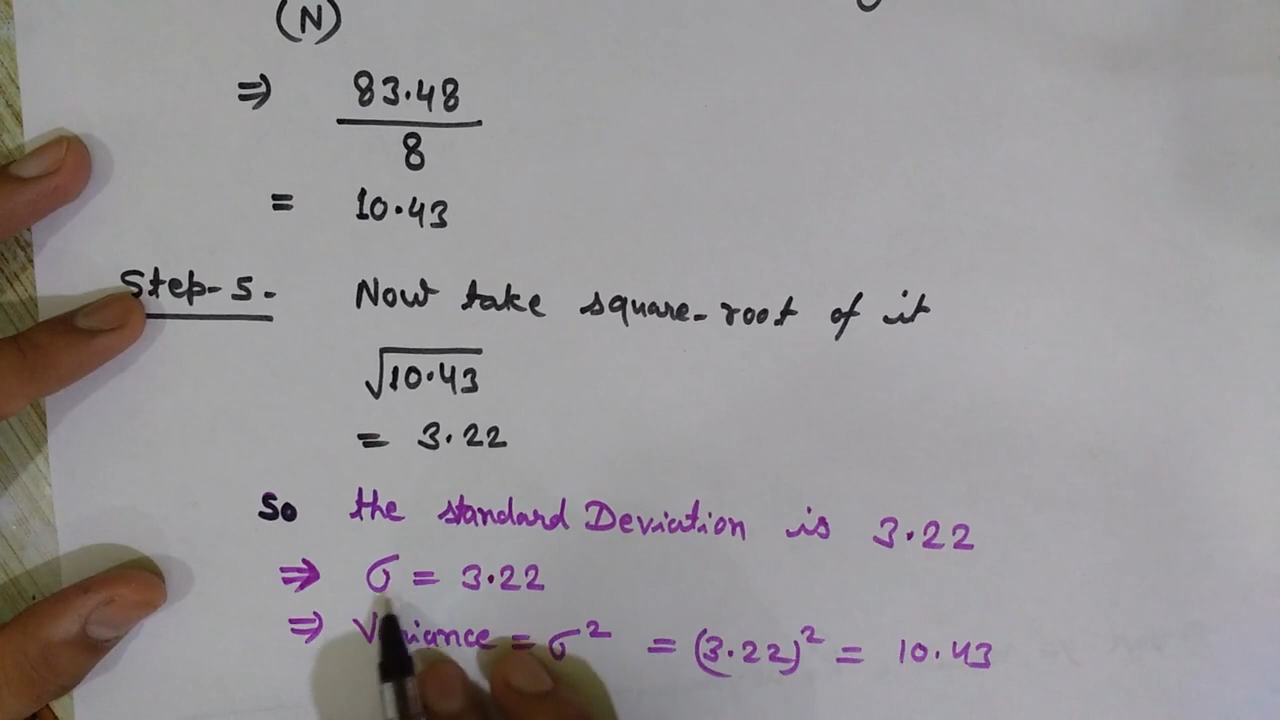 (N)
⇒ 83.48
8
= 10.43
Step-5. Now take square-root of it
√10.43
= 3.22
So the standard Deviation is 3.22
⇒ σ = 3.22
⇒ Variance = σ² = (3.22)² = 10.43